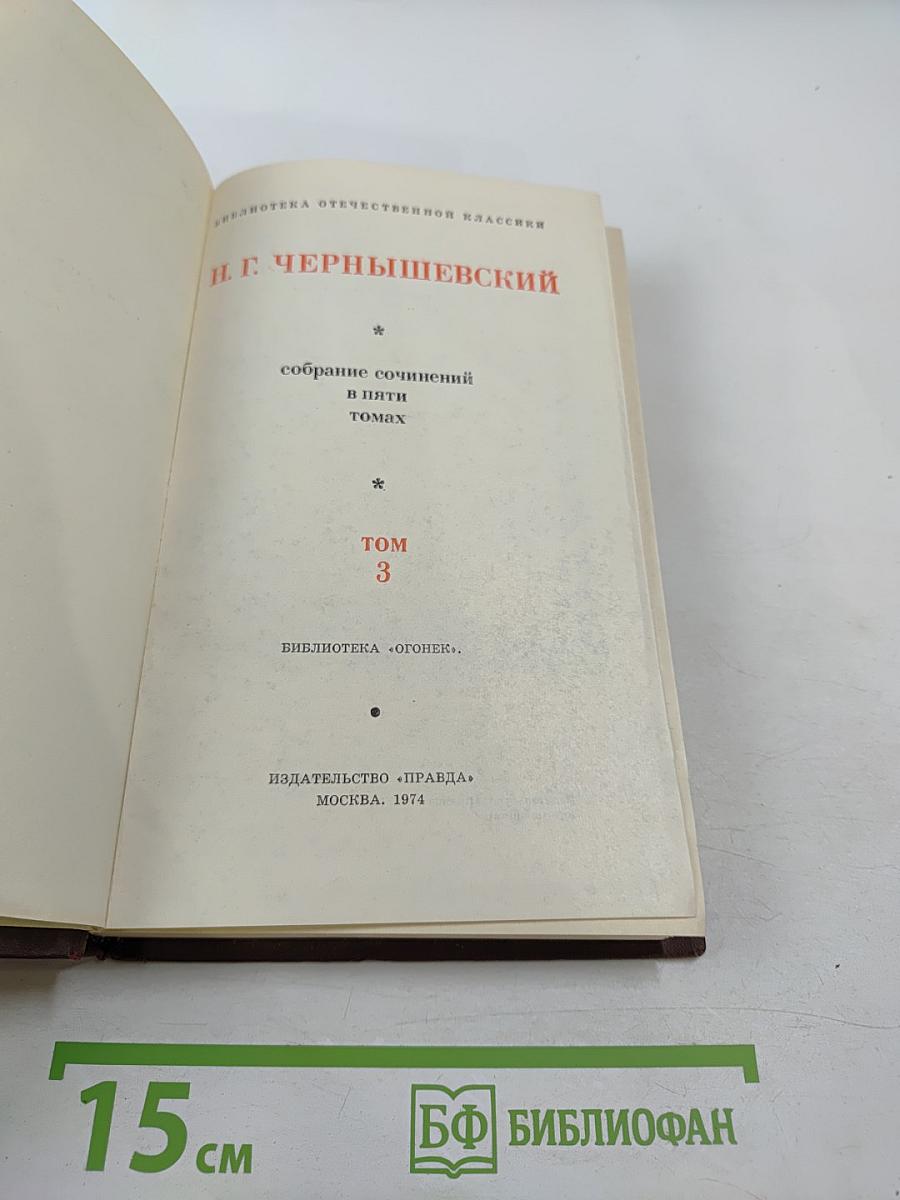 БИБЛИОТЕКА ОТЕЧЕСТВЕННОЙ КЛАССИКИ
Н. Г. ЧЕРНЫШЕВСКИЙ
*
собрание сочинений
в пяти
томах
*
ТОМ
3
БИБЛИОТЕКА «ОГОНЕК».
ИЗДАТЕЛЬСТВО «ПРАВДА»
МОСКВА. 1974
15 см
БФ БИБЛИОФАН